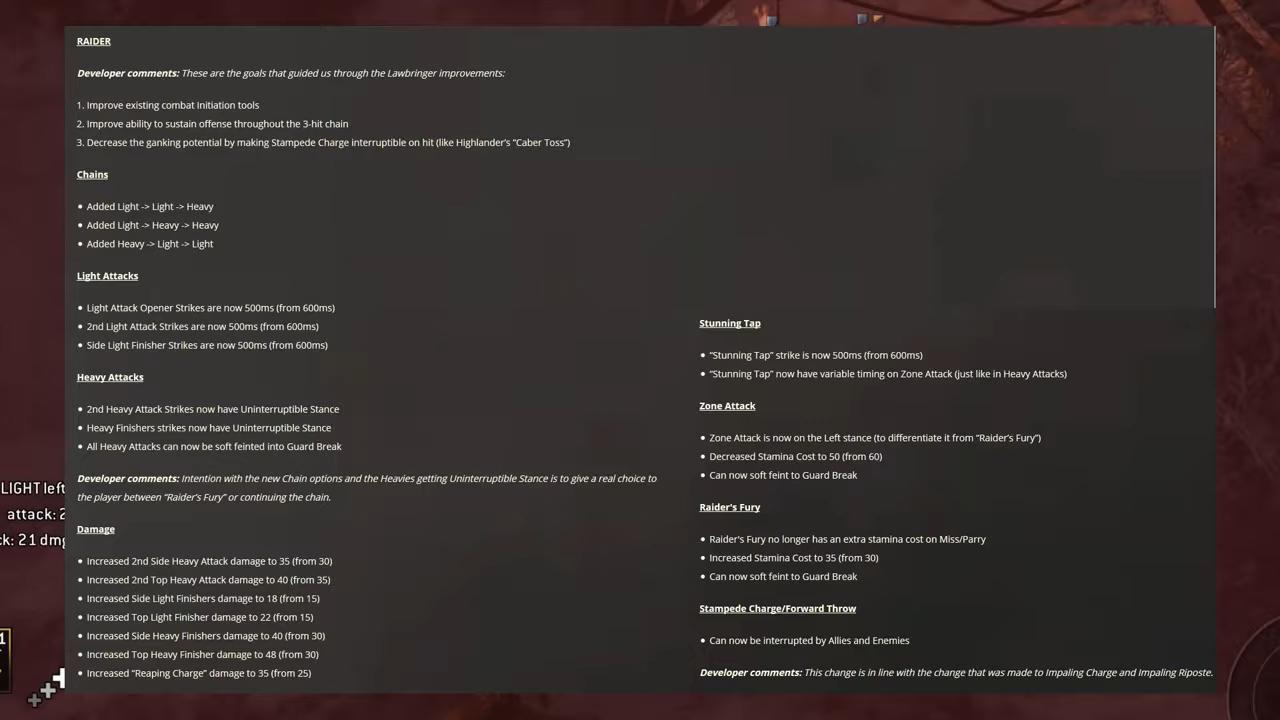 RAIDER
Developer comments: These are the goals that guided us through the Lawbringer improvements:
1. Improve existing combat Initiation tools
2. Improve ability to sustain offense throughout the 3-hit chain
3. Decrease the ganking potential by making Stampede Charge interruptible on hit (like Highlander's “Caber Toss”)
Chains
• Added Light -> Light -> Heavy
• Added Light -> Heavy -> Heavy
• Added Heavy -> Light -> Light
Light Attacks
• Light Attack Opener Strikes are now 500ms (from 600ms)
• 2nd Light Attack Strikes are now 500ms (from 600ms)
• Side Light Finisher Strikes are now 500ms (from 600ms)
Heavy Attacks
• 2nd Heavy Attack Strikes now have Uninterruptible Stance
• Heavy Finishers strikes now have Uninterruptible Stance
• All Heavy Attacks can now be soft feinted into Guard Break
Developer comments: Intention with the new Chain options and the Heavies getting Uninterruptible Stance is to give a real choice to
the player between “Raider's Fury” or continuing the chain.
Damage
• Increased 2nd Side Heavy Attack damage to 35 (from 30)
• Increased 2nd Top Heavy Attack damage to 40 (from 35)
• Increased Side Light Finishers damage to 18 (from 15)
• Increased Top Light Finisher damage to 22 (from 15)
• Increased Side Heavy Finishers damage to 40 (from 30)
• Increased Top Heavy Finisher damage to 48 (from 30)
• Increased “Reaping Charge” damage to 35 (from 25)
Stunning Tap
• “Stunning Tap” strike is now 500ms (from 600ms)
• “Stunning Tap” now have variable timing on Zone Attack (just like in Heavy Attacks)
Zone Attack
• Zone Attack is now on the Left stance (to differentiate it from “Raider's Fury”)
• Decreased Stamina Cost to 50 (from 60)
• Can now soft feint to Guard Break
Raider's Fury
• Raider's Fury no longer has an extra stamina cost on Miss/Parry
• Increased Stamina Cost to 35 (from 30)
• Can now soft feint to Guard Break
Stampede Charge/Forward Throw
• Can now be interrupted by Allies and Enemies
Developer comments: This change is in line with the change that was made to Impaling Charge and Impaling Riposte.
LIGHT left
attack: 2
ck: 21 dmg
1